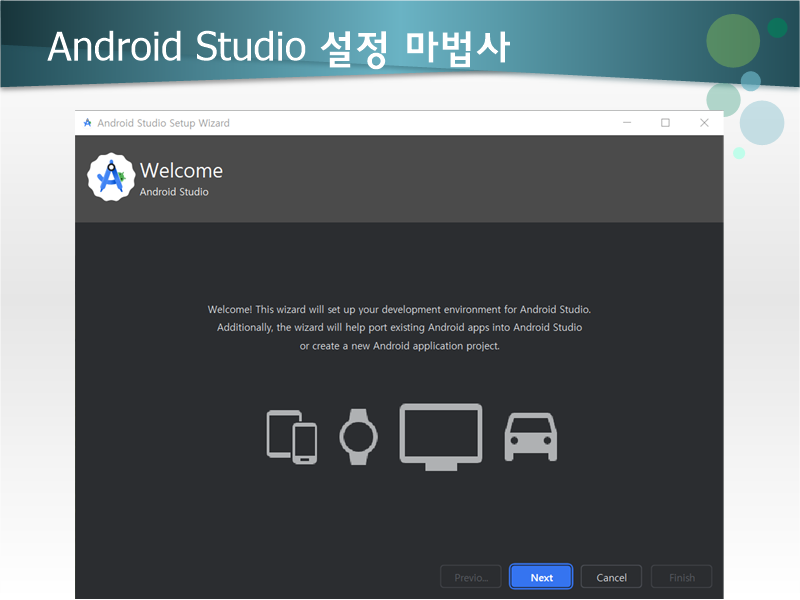 Android Studio 설정 마법사
Android Studio Setup Wizard
Welcome
Android Studio
Welcome! This wizard will set up your development environment for Android Studio.
Additionally, the wizard will help port existing Android apps into Android Studio
or create a new Android application project.
Previo...
Next
Cancel
Finish